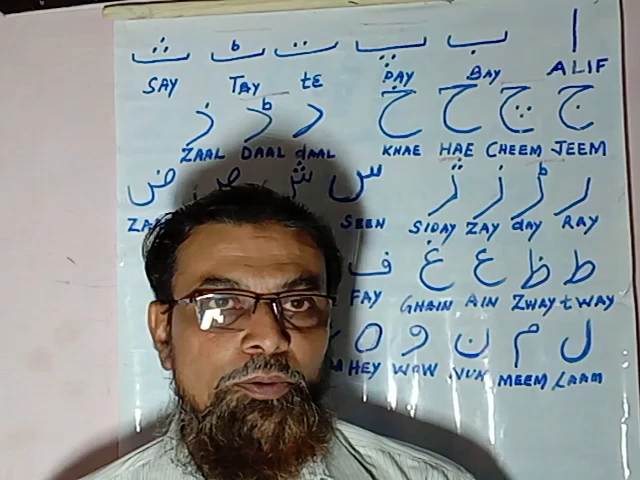 ا ب پ ت ٹ ث
SAY TAY tE PAY BAY ALIF
ج چ ح خ د ڈ ذ
ZAAL DAAL dAAL KHAE HAE CHEEM JEEM
ر ڑ ز ژ س ش ص ض
SEEN SIDAY ZAY dAY RAY
ط ظ ع غ ف
FAY GHAIN AIN ZWAY tWAY
ل م ن و ه
HEY WOW NUN MEEM LAAM